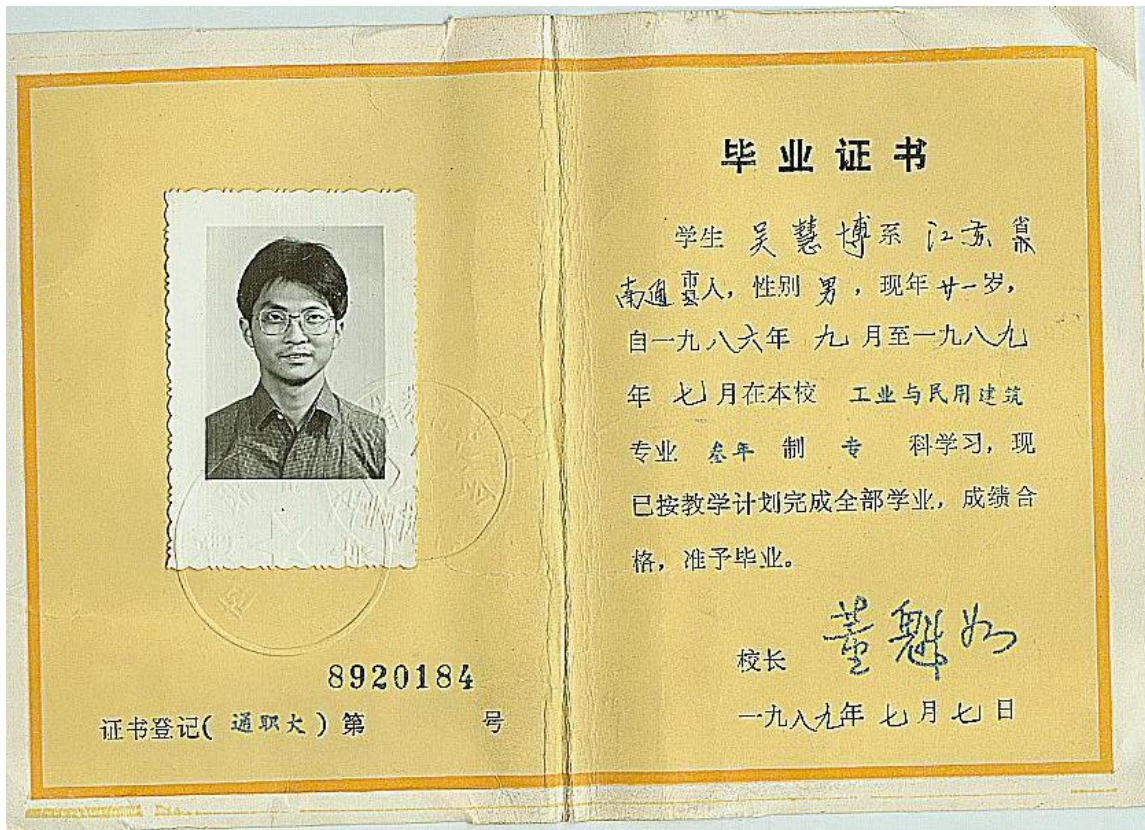 8920184
证书登记(通职大)第 号
毕业证书
学生 吴慧博系 江苏省
南通市人，性别 男，现年廿一岁，
自一九八六年 九 月至一九八九
年 七 月在本校 工业与民用建筑
专业 叁年 制 专 科学习，现
已按教学计划完成全部学业，成绩合
格，准予毕业。
校长 董魁如
一九八九年 七 月 七 日